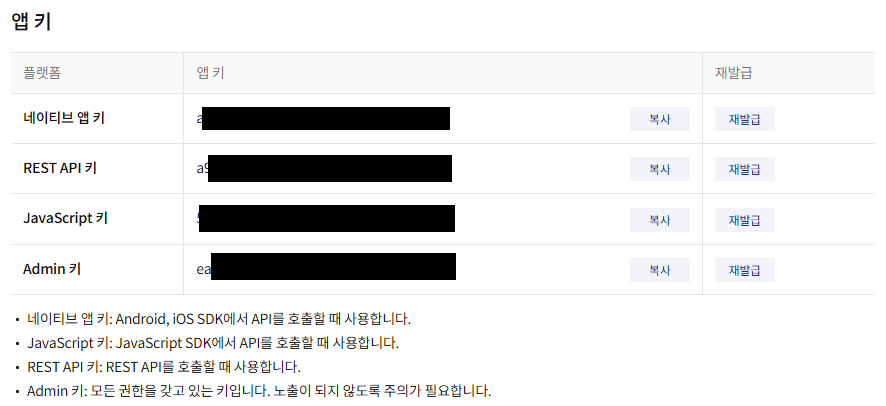 앱 키
플랫폼 앱 키 재발급
네이티브 앱 키 a 복사 재발급
REST API 키 a9 복사 재발급
JavaScript 키 복사 재발급
Admin 키 ea 복사 재발급
• 네이티브 앱 키: Android, iOS SDK에서 API를 호출할 때 사용합니다.
• JavaScript 키: JavaScript SDK에서 API를 호출할 때 사용합니다.
• REST API 키: REST API를 호출할 때 사용합니다.
• Admin 키: 모든 권한을 갖고 있는 키입니다. 노출이 되지 않도록 주의가 필요합니다.